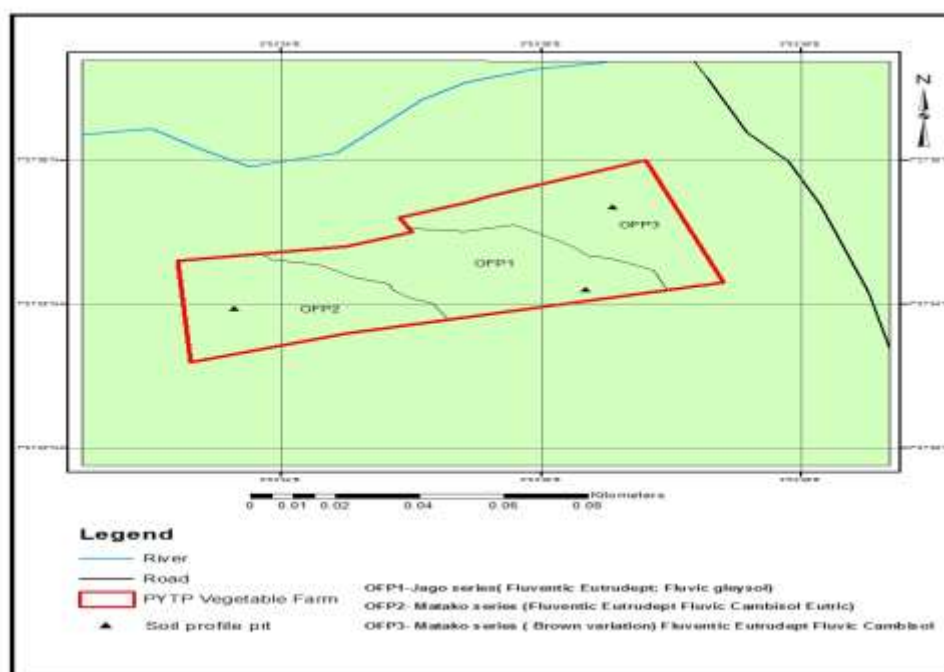 N
OFP3
OFP1
OFP2
Kilometers
0 0.01 0.02 0.04 0.06 0.08
Legend
River
Road
PYTP Vegetable Farm
Soil profile pit
OFP1-Jago series( Fluventic Eutrudept: Fluvic gleysol)
OFP2- Matako series (Fluventic Eutrudept Fluvic Cambisol Eutric)
OFP3- Matako series ( Brown variation) Fluventic Eutrudept Fluvic Cambisol